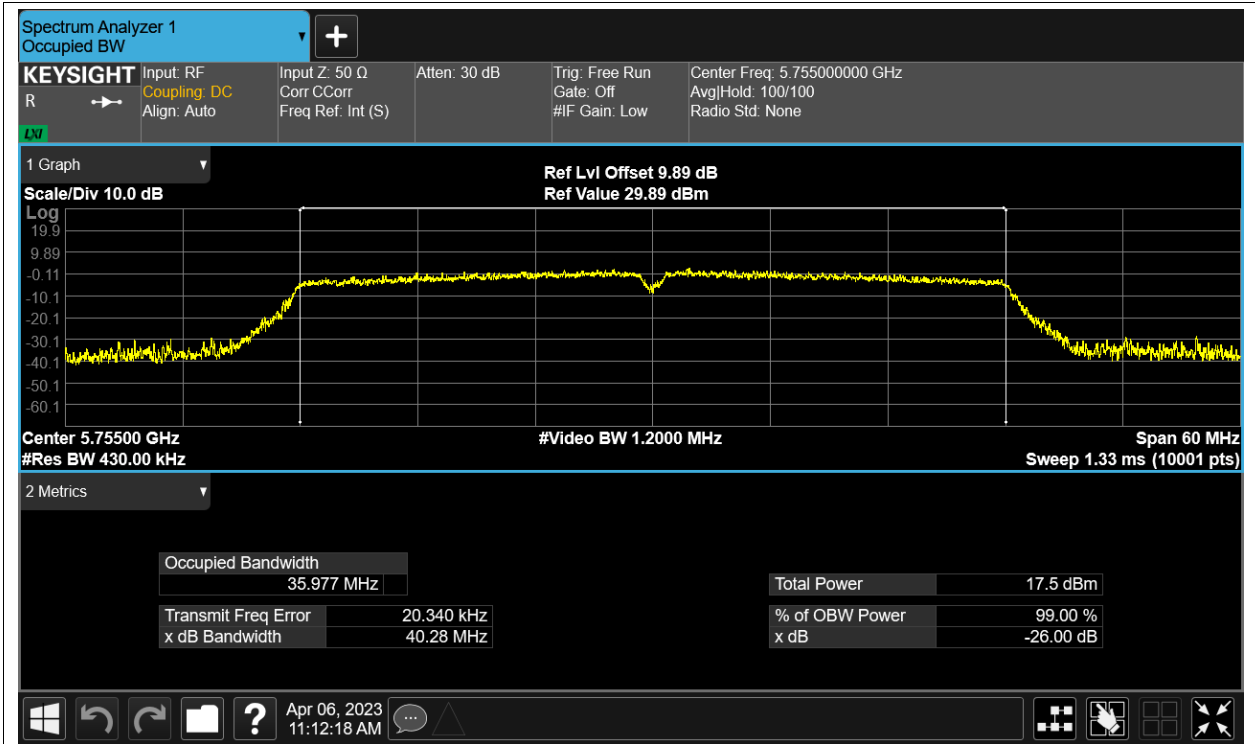 Spectrum Analyzer 1
Occupied BW
KEYSIGHT
R
LXI
Input: RF
Coupling: DC
Align: Auto
Input Z: 50 Ω
Corr CCorr
Freq Ref: Int (S)
Atten: 30 dB
Trig: Free Run
Gate: Off
#IF Gain: Low
Center Freq: 5.755000000 GHz
Avg|Hold: 100/100
Radio Std: None
1 Graph
Scale/Div 10.0 dB
Ref Lvl Offset 9.89 dB
Ref Value 29.89 dBm
Log
19.9
9.89
-0.11
-10.1
-20.1
-30.1
-40.1
-50.1
-60.1
Center 5.75500 GHz
#Res BW 430.00 kHz
#Video BW 1.2000 MHz
Span 60 MHz
Sweep 1.33 ms (10001 pts)
2 Metrics
Occupied Bandwidth
35.977 MHz
Transmit Freq Error 20.340 kHz
x dB Bandwidth 40.28 MHz
Total Power 17.5 dBm
% of OBW Power 99.00 %
x dB -26.00 dB
Apr 06, 2023
11:12:18 AM